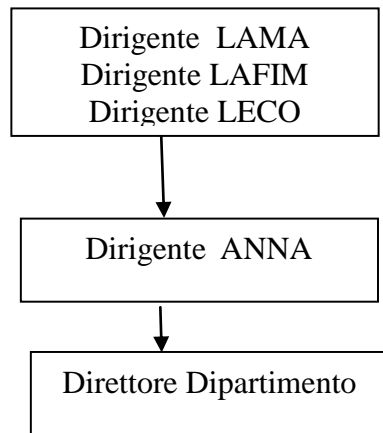 Dirigente LAMA
Dirigente LAFIM
Dirigente LECO
Dirigente ANNA
Direttore Dipartimento